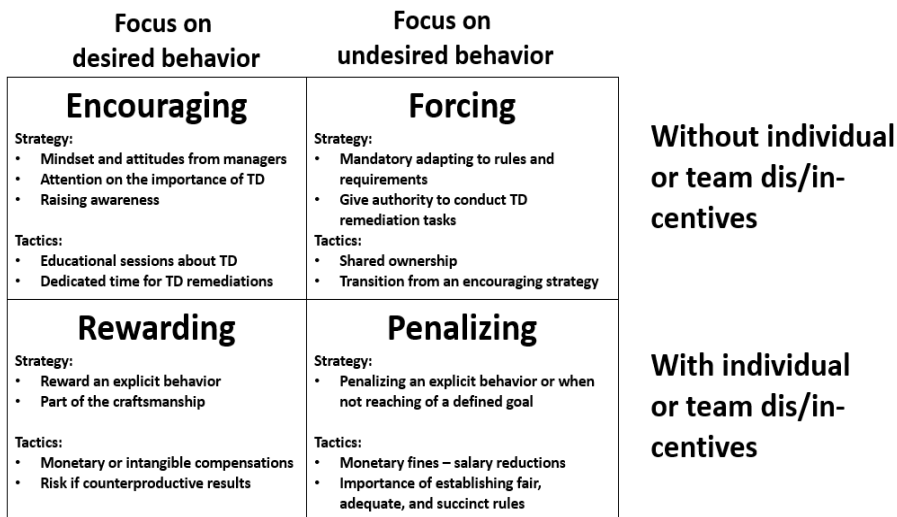 Focus on
desired behavior
Focus on
undesired behavior
Encouraging
Strategy:
• Mindset and attitudes from managers
• Attention on the importance of TD
• Raising awareness
Tactics:
• Educational sessions about TD
• Dedicated time for TD remediations
Forcing
Strategy:
• Mandatory adapting to rules and
requirements
• Give authority to conduct TD
remediation tasks
Tactics:
• Shared ownership
• Transition from an encouraging strategy
Without individual
or team dis/in-
centives
Rewarding
Strategy:
• Reward an explicit behavior
• Part of the craftsmanship
Tactics:
• Monetary or intangible compensations
• Risk if counterproductive results
Penalizing
Strategy:
• Penalizing an explicit behavior or when
not reaching of a defined goal
Tactics:
• Monetary fines – salary reductions
• Importance of establishing fair,
adequate, and succinct rules
With individual
or team dis/in-
centives